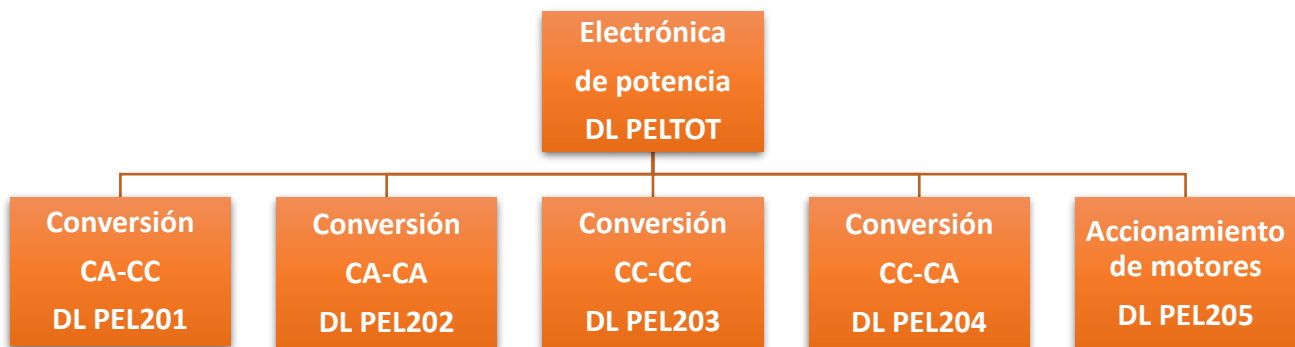 Electrónica
de potencia
DL PELTOT
Conversión
CA-CC
DL PEL201
Conversión
CA-CA
DL PEL202
Conversión
CC-CC
DL PEL203
Conversión
CC-CA
DL PEL204
Accionamiento
de motores
DL PEL205